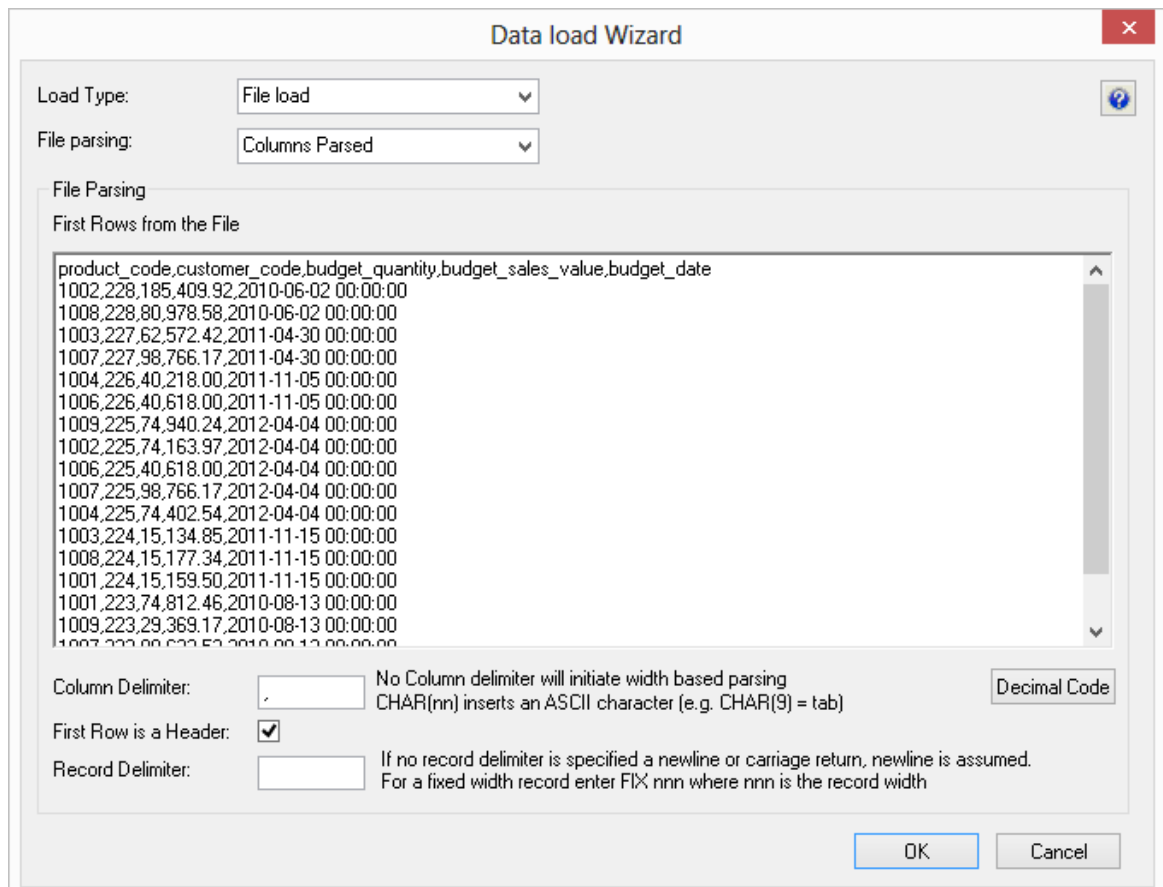 Data load Wizard
Load Type: File load
File parsing: Columns Parsed
File Parsing
First Rows from the File
product_code,customer_code,budget_quantity,budget_sales_value,budget_date
1002,228,185,409.92,2010-06-02 00:00:00
1008,228,80,978.58,2010-06-02 00:00:00
1003,227,62,572.42,2011-04-30 00:00:00
1007,227,98,766.17,2011-04-30 00:00:00
1004,226,40,218.00,2011-11-05 00:00:00
1006,226,40,618.00,2011-11-05 00:00:00
1009,225,74,940.24,2012-04-04 00:00:00
1002,225,74,163.97,2012-04-04 00:00:00
1006,225,40,618.00,2012-04-04 00:00:00
1007,225,98,766.17,2012-04-04 00:00:00
1004,225,74,402.54,2012-04-04 00:00:00
1003,224,15,134.85,2011-11-15 00:00:00
1008,224,15,177.34,2011-11-15 00:00:00
1001,224,15,159.50,2011-11-15 00:00:00
1001,223,74,812.46,2010-08-13 00:00:00
1009,223,29,369.17,2010-08-13 00:00:00
Column Delimiter: , No Column delimiter will initiate width based parsing
CHAR(nn) inserts an ASCII character (e.g. CHAR(9) = tab)
Decimal Code
First Row is a Header:
Record Delimiter: If no record delimiter is specified a newline or carriage return, newline is assumed.
For a fixed width record enter FIX nnn where nnn is the record width
OK Cancel